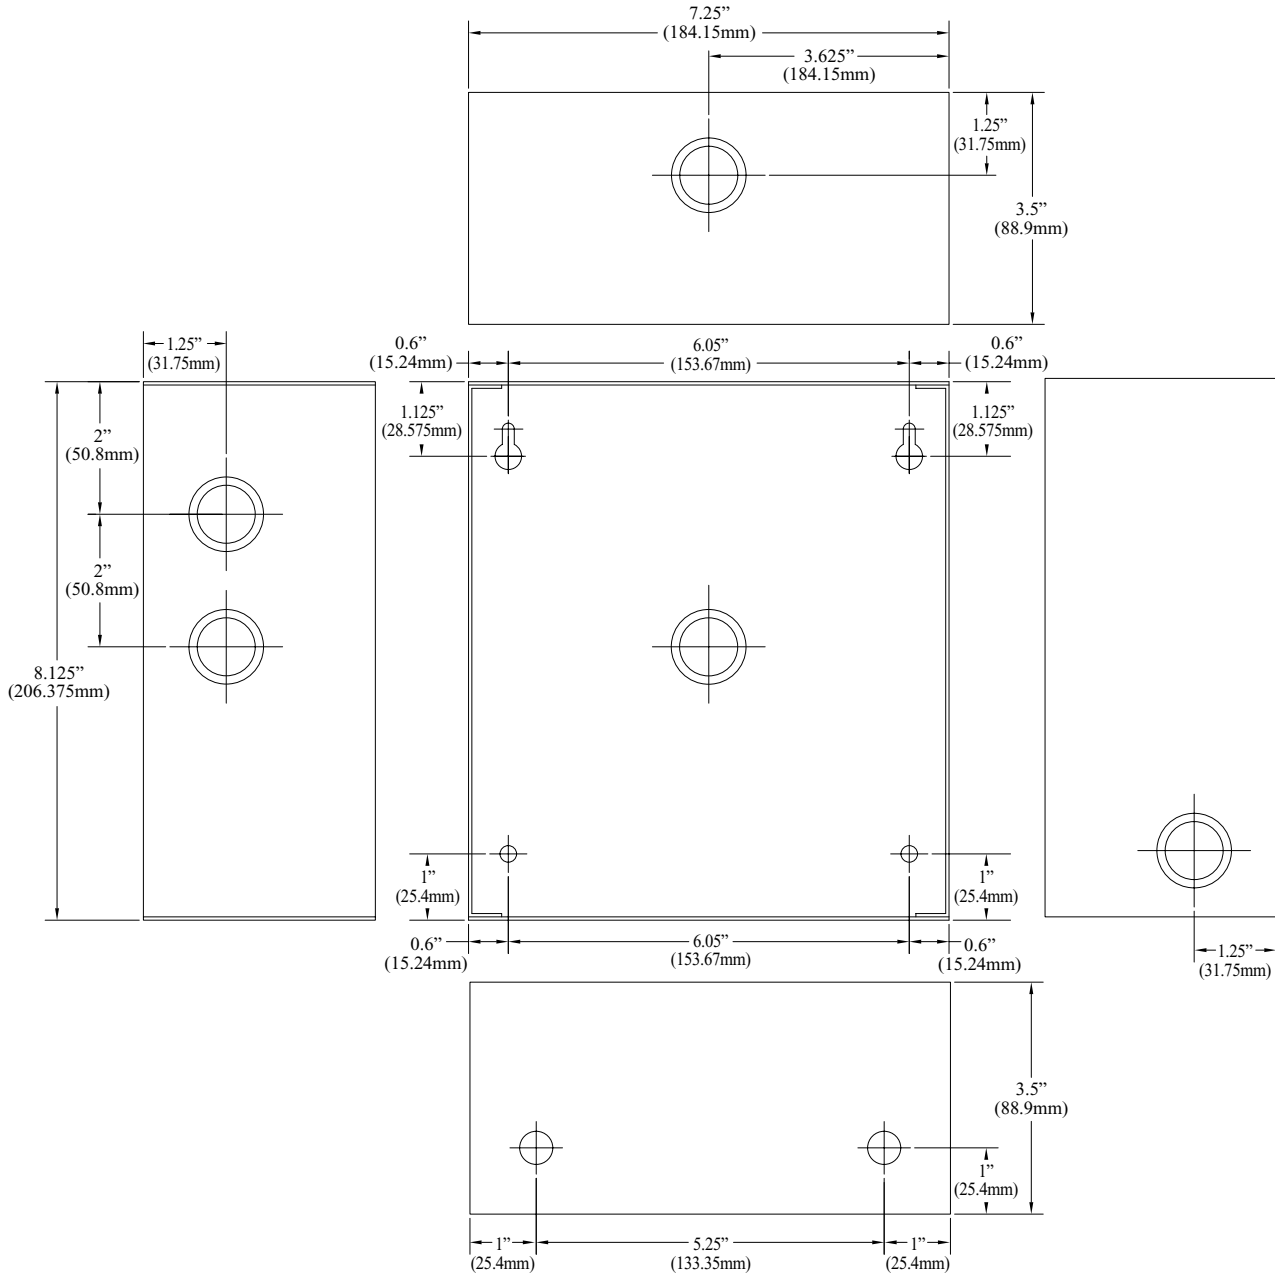 7.25”
(184.15mm)
3.625”
(184.15mm)
1.25”
(31.75mm)
3.5”
(88.9mm)
1.25”
(31.75mm)
0.6”
(15.24mm)
6.05”
(153.67mm)
0.6”
(15.24mm)
2”
(50.8mm)
1.125”
(28.575mm)
1.125”
(28.575mm)
2”
(50.8mm)
8.125”
(206.375mm)
1”
(25.4mm)
1”
(25.4mm)
0.6”
(15.24mm)
6.05”
(153.67mm)
0.6”
(15.24mm)
1.25”
(31.75mm)
3.5”
(88.9mm)
1”
(25.4mm)
1”
(25.4mm)
5.25”
(133.35mm)
1”
(25.4mm)